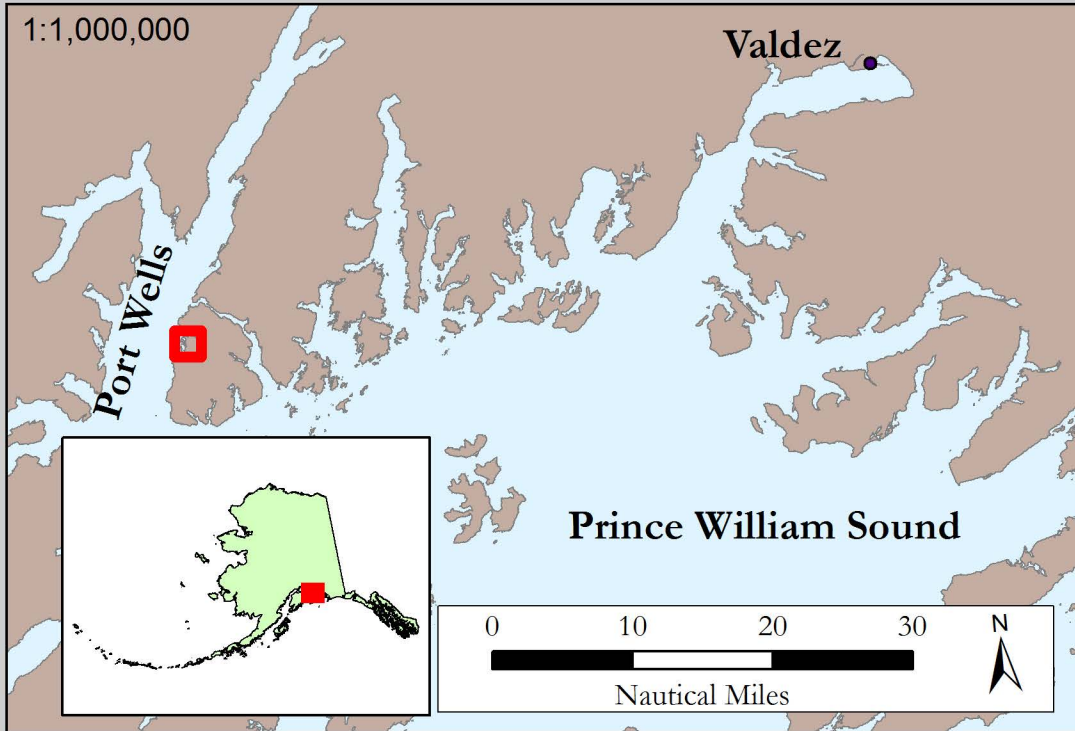 1:1,000,000
Valdez
Port Wells
Prince William Sound
0 10 20 30
Nautical Miles
N